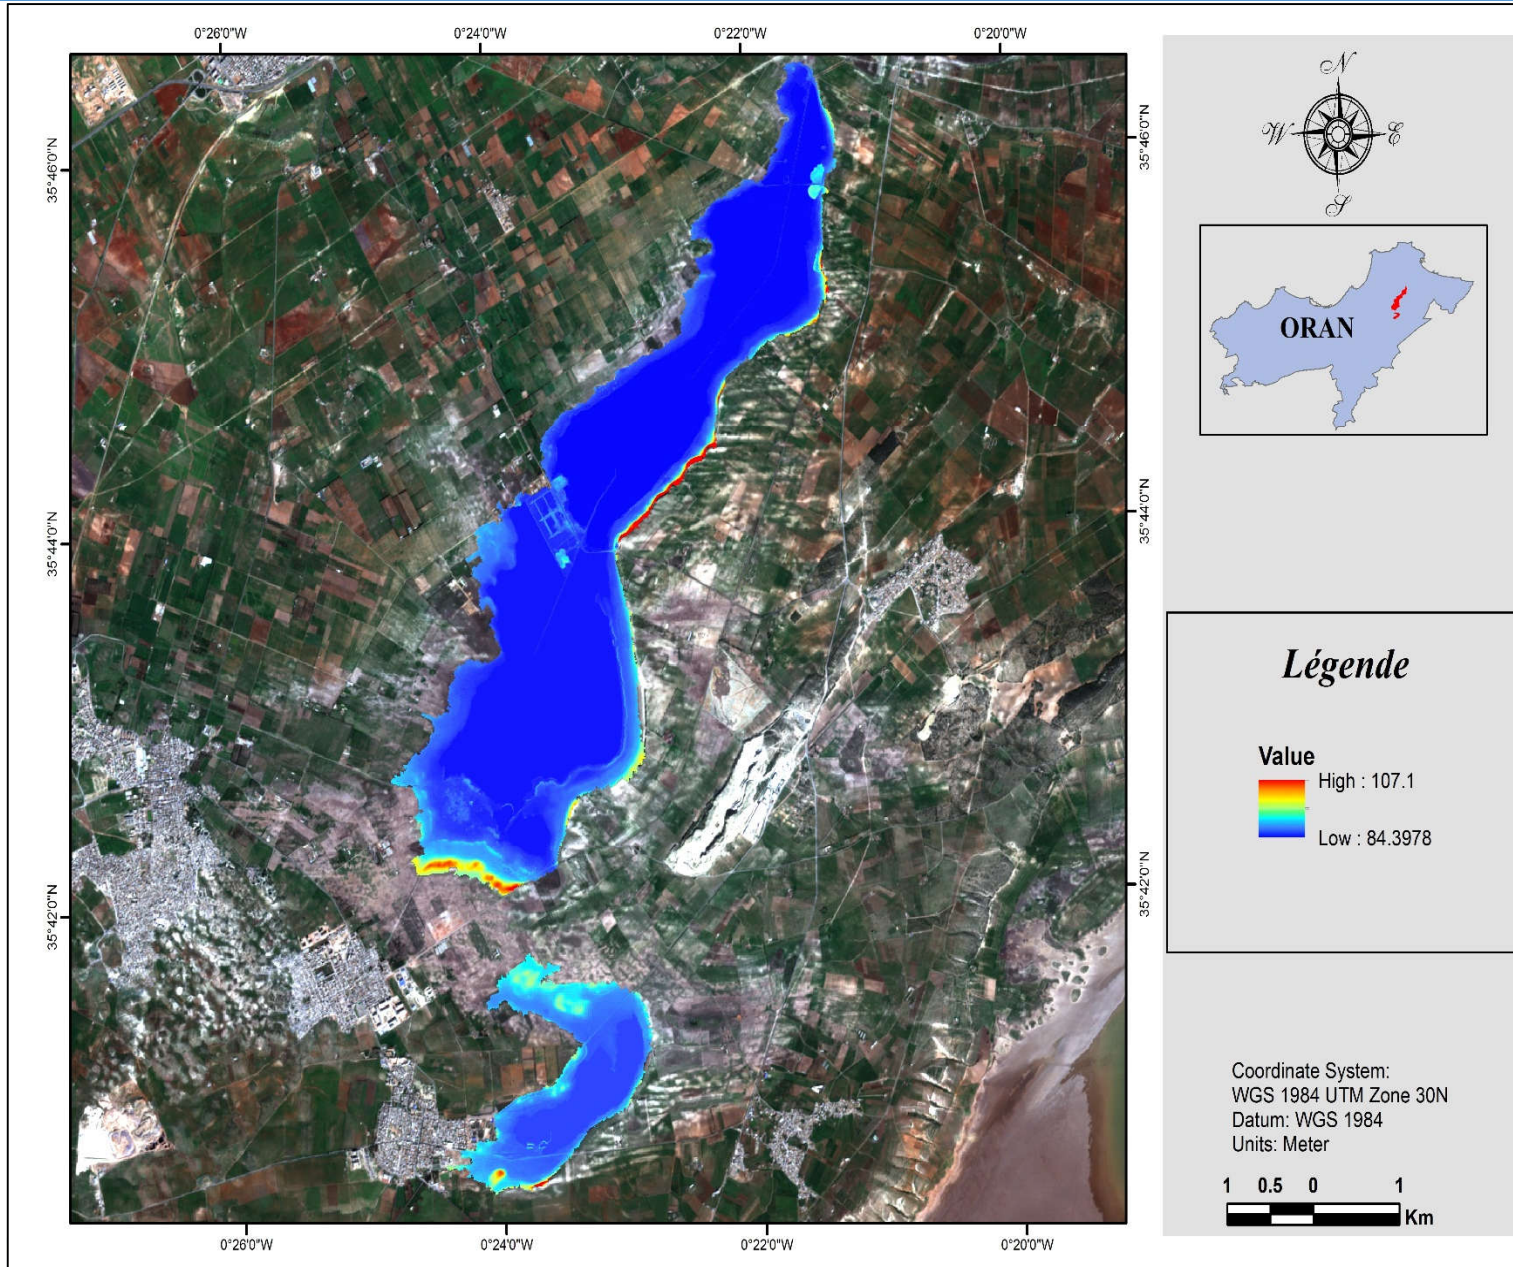 0°26'0"W
0°24'0"W
0°22'0"W
0°20'0"W
35°46'0"N
35°44'0"N
35°42'0"N
35°46'0"N
35°44'0"N
35°42'0"N
0°26'0"W
0°24'0"W
0°22'0"W
0°20'0"W
N
W
E
S
ORAN
Légende
Value
High : 107.1
Low : 84.3978
Coordinate System:
WGS 1984 UTM Zone 30N
Datum: WGS 1984
Units: Meter
1 0.5 0 1
Km